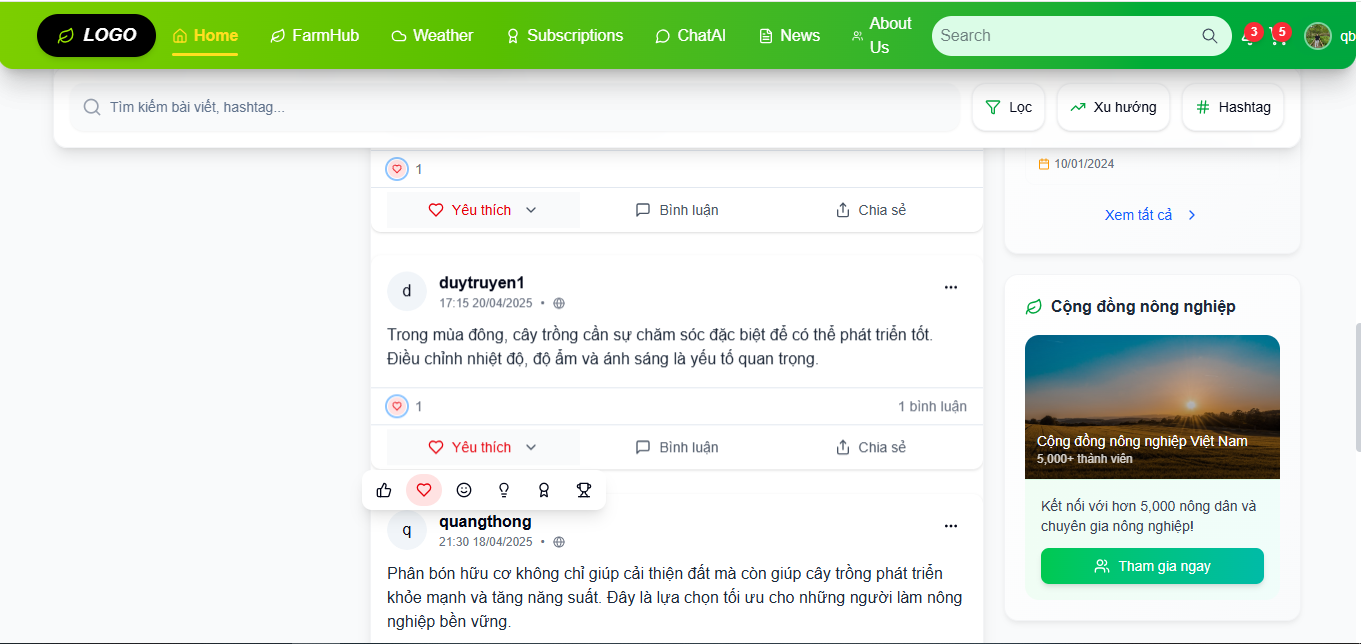 LOGO
Home
FarmHub
Weather
Subscriptions
ChatAI
News
About
Us
Search
3
5
qb
Tìm kiếm bài viết, hashtag...
Lọc
Xu hướng
Hashtag
1
Yêu thích
Bình luận
Chia sẻ
duytruyen1
17:15 20/04/2025 •
Trong mùa đông, cây trồng cần sự chăm sóc đặc biệt để có thể phát triển tốt.
Điều chỉnh nhiệt độ, độ ẩm và ánh sáng là yếu tố quan trọng.
d
1
1 bình luận
Yêu thích
Bình luận
Chia sẻ
q
quangthong
21:30 18/04/2025 •
Phân bón hữu cơ không chỉ giúp cải thiện đất mà còn giúp cây trồng phát triển
khỏe mạnh và tăng năng suất. Đây là lựa chọn tối ưu cho những người làm nông
nghiệp bền vững.
10/01/2024
Xem tất cả
Cộng đồng nông nghiệp
Cộng đồng nông nghiệp Việt Nam
5,000+ thành viên
Kết nối với hơn 5,000 nông dân và
chuyên gia nông nghiệp!
Tham gia ngay